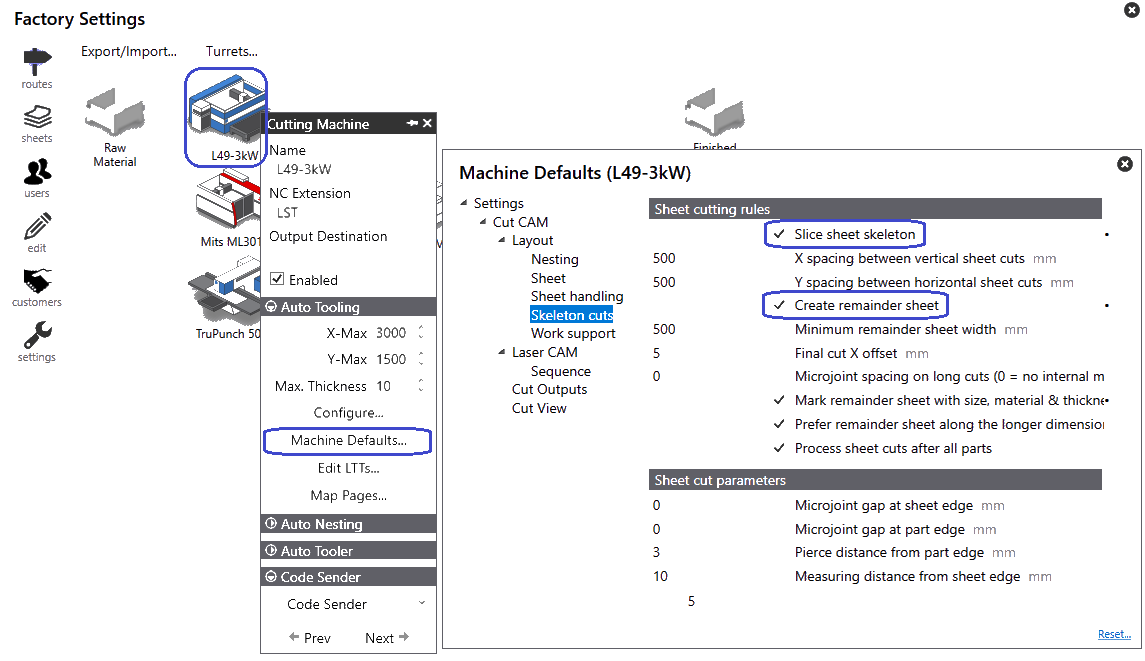 Factory Settings
Export/Import...
Turrets...
routes
sheets
users
edit
customers
settings
Raw
Material
L49-3kW
Mits ML301
TruPunch 50
Finished
Cutting Machine
Name
L49-3kW
NC Extension
LST
Output Destination
Enabled
Auto Tooling
X-Max 3000
Y-Max 1500
Max. Thickness 10
Configure...
Machine Defaults...
Edit LTTs...
Map Pages...
Auto Nesting
Auto Tooler
Code Sender
Code Sender
Prev Next
Machine Defaults (L49-3kW)
Settings
Cut CAM
Layout
Nesting
Sheet
Sheet handling
Skeleton cuts
Work support
Laser CAM
Sequence
Cut Outputs
Cut View
Sheet cutting rules
Slice sheet skeleton
500 X spacing between vertical sheet cuts mm
500 Y spacing between horizontal sheet cuts mm
Create remainder sheet
500 Minimum remainder sheet width mm
5 Final cut X offset mm
0 Microjoint spacing on long cuts (0 = no internal m
Mark remainder sheet with size, material & thickne
Prefer remainder sheet along the longer dimension
Process sheet cuts after all parts
Sheet cut parameters
0 Microjoint gap at sheet edge mm
0 Microjoint gap at part edge mm
3 Pierce distance from part edge mm
10 Measuring distance from sheet edge mm
5
Reset...